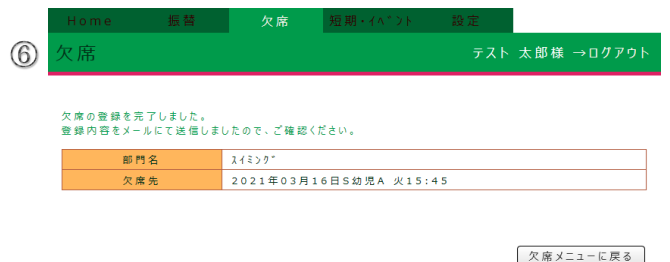 Home 振替 欠席 短期・ｲﾍﾞﾝﾄ 設定
⑥ 欠席 テスト 太郎様 →ログアウト
欠席の登録を完了しました。
登録内容をメールにて送信しましたので、ご確認ください。
部門名 ｽｲﾐﾝｸﾞ
欠席先 2021年03月16日S幼児A 火15:45
欠席メニューに戻る